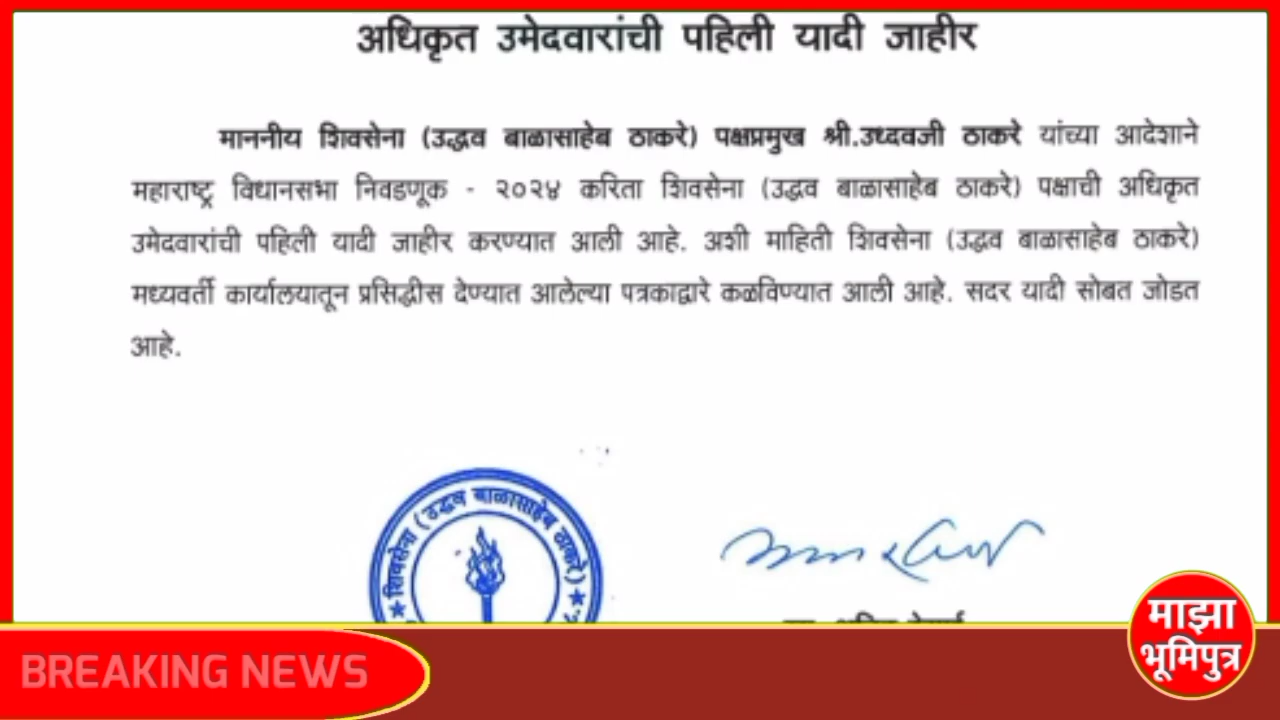 अधिकृत उमेदवारांची पहिली यादी जाहीर
माननीय शिवसेना (उद्धव बाळासाहेब ठाकरे) पक्षप्रमुख श्री.उध्दवजी ठाकरे यांच्या आदेशाने
महाराष्ट्र विधानसभा निवडणूक - २०२४ करिता शिवसेना (उद्धव बाळासाहेब ठाकरे) पक्षाची अधिकृत
उमेदवारांची पहिली यादी जाहीर करण्यात आली आहे. अशी माहिती शिवसेना (उद्धव बाळासाहेब ठाकरे)
मध्यवर्ती कार्यालयातून प्रसिद्धीस देण्यात आलेल्या पत्रकाद्वारे कळविण्यात आली आहे. सदर यादी सोबत जोडत
आहे.
शिवसेना (उद्धव बाळासाहेब ठाकरे)
BREAKING NEWS
माझा
भूमिपुत्र